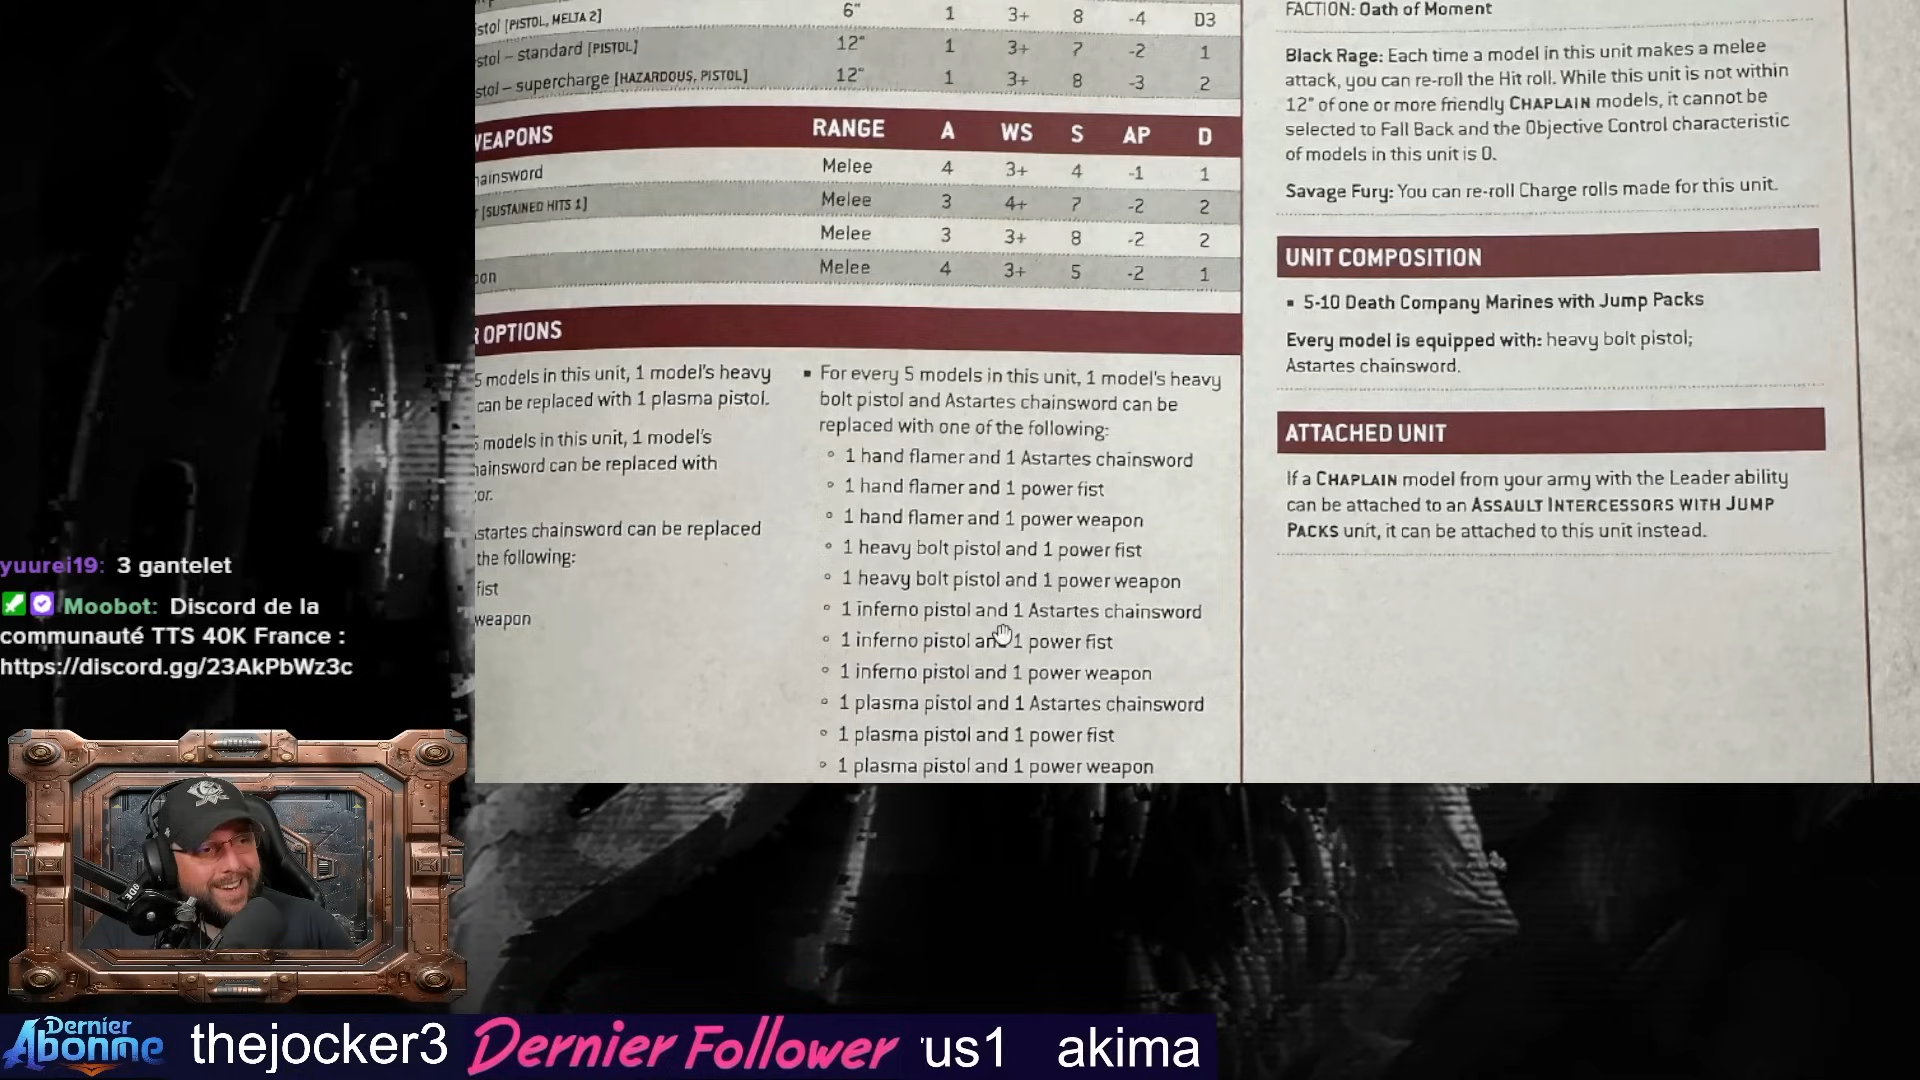 istol [PISTOL, MELTA 2] 6" 1 3+ 8 -4 D3
istol – standard [PISTOL] 12" 1 3+ 7 -2 1
istol – supercharge [HAZARDOUS, PISTOL] 12" 1 3+ 8 -3 2
WEAPONS RANGE A WS S AP D
hainsword Melee 4 3+ 4 -1 1
[SUSTAINED HITS 1] Melee 3 4+ 7 -2 2
Melee 3 3+ 8 -2 2
pon Melee 4 3+ 5 -2 1
R OPTIONS
5 models in this unit, 1 model's heavy
can be replaced with 1 plasma pistol.
5 models in this unit, 1 model's
hainsword can be replaced with
tor.
Astartes chainsword can be replaced
the following:
fist
weapon
▪ For every 5 models in this unit, 1 model's heavy
bolt pistol and Astartes chainsword can be
replaced with one of the following:
◦ 1 hand flamer and 1 Astartes chainsword
◦ 1 hand flamer and 1 power fist
◦ 1 hand flamer and 1 power weapon
◦ 1 heavy bolt pistol and 1 power fist
◦ 1 heavy bolt pistol and 1 power weapon
◦ 1 inferno pistol and 1 Astartes chainsword
◦ 1 inferno pistol and 1 power fist
◦ 1 inferno pistol and 1 power weapon
◦ 1 plasma pistol and 1 Astartes chainsword
◦ 1 plasma pistol and 1 power fist
◦ 1 plasma pistol and 1 power weapon
FACTION: Oath of Moment
Black Rage: Each time a model in this unit makes a melee
attack, you can re-roll the Hit roll. While this unit is not within
12" of one or more friendly CHAPLAIN models, it cannot be
selected to Fall Back and the Objective Control characteristic
of models in this unit is 0.
Savage Fury: You can re-roll Charge rolls made for this unit.
UNIT COMPOSITION
▪ 5-10 Death Company Marines with Jump Packs
Every model is equipped with: heavy bolt pistol;
Astartes chainsword.
ATTACHED UNIT
If a CHAPLAIN model from your army with the Leader ability
can be attached to an ASSAULT INTERCESSORS WITH JUMP
PACKS unit, it can be attached to this unit instead.
yuurei19: 3 gantelet
Moobot: Discord de la
communauté TTS 40K France :
https://discord.gg/23AkPbWz3c
Dernier
Abonné thejocker3 Dernier Follower us1 akima